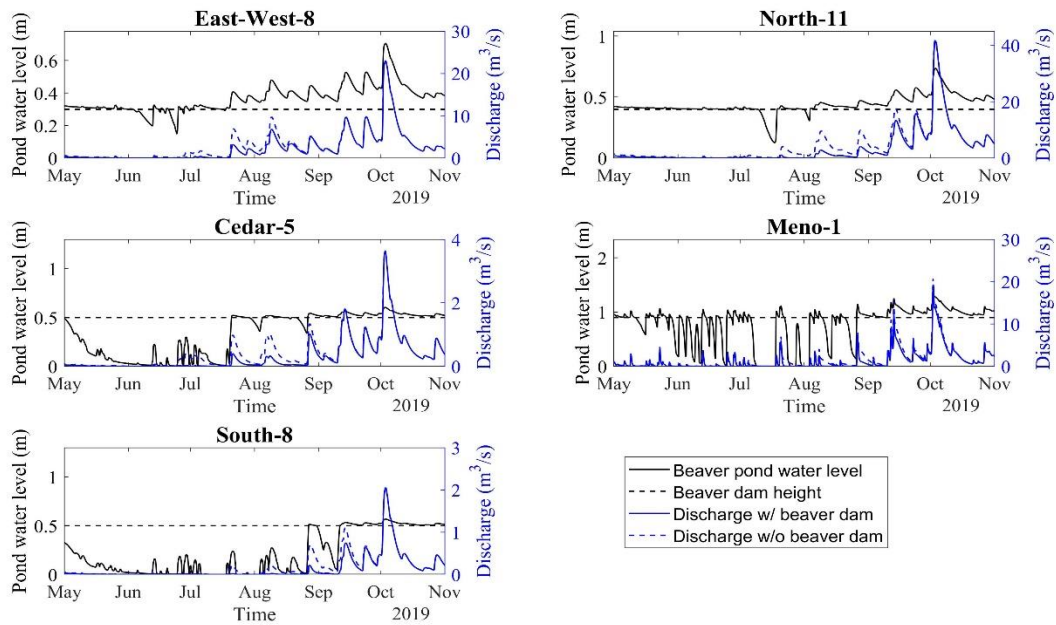 East-West-8
Pond water level (m)
0.6
0.4
0.2
0
30
20
10
0
Discharge (m³/s)
May Jun Jul Aug Sep Oct Nov
Time 2019
North-11
Pond water level (m)
1
0.5
0
40
20
0
Discharge (m³/s)
May Jun Jul Aug Sep Oct Nov
Time 2019
Cedar-5
Pond water level (m)
1
0.5
0
4
2
0
Discharge (m³/s)
May Jun Jul Aug Sep Oct Nov
Time 2019
Meno-1
Pond water level (m)
2
1
0
30
20
10
0
Discharge (m³/s)
May Jun Jul Aug Sep Oct Nov
Time 2019
South-8
Pond water level (m)
1
0.5
0
3
2
1
0
Discharge (m³/s)
May Jun Jul Aug Sep Oct Nov
Time 2019
Beaver pond water level
Beaver dam height
Discharge w/ beaver dam
Discharge w/o beaver dam